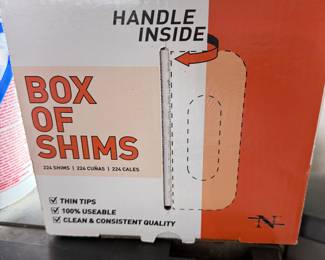 HANDLE
INSIDE
BOX
OF
SHIMS
224 SHIMS | 224 CUÑAS | 224 CALES
THIN TIPS
100% USEABLE
CLEAN & CONSISTENT QUALITY
N